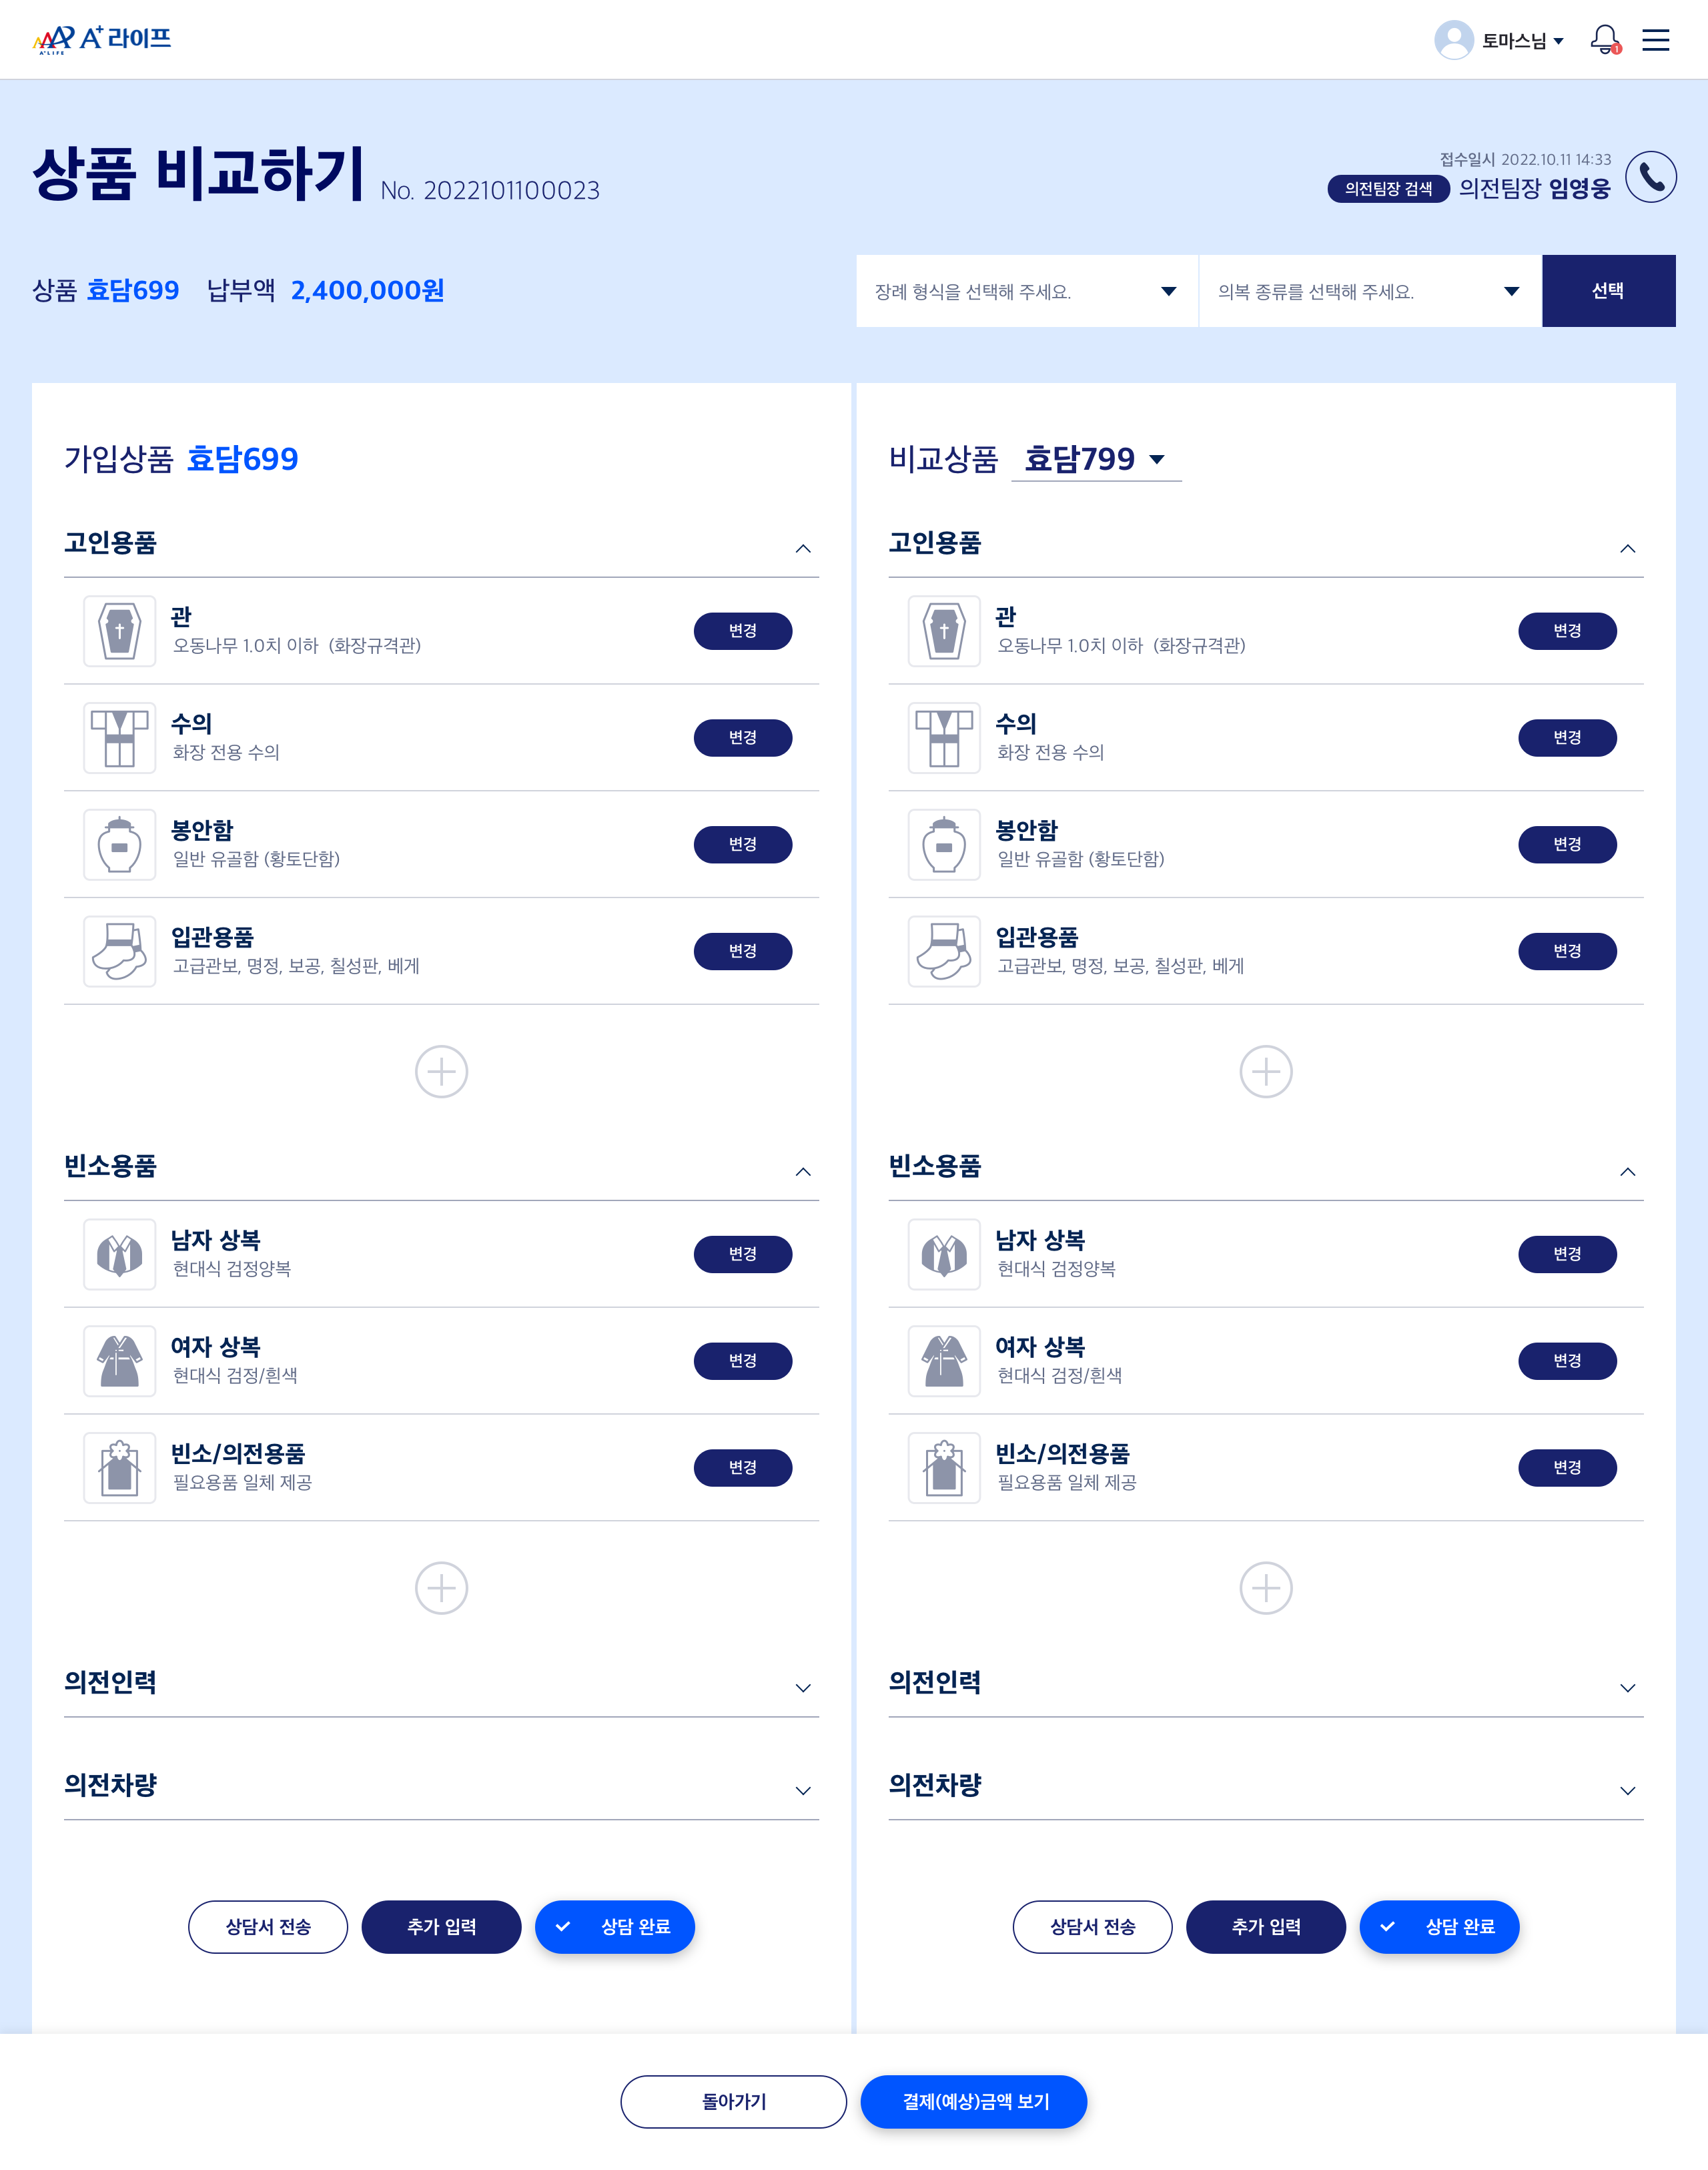 A+LIFE A+라이프
토마스님
1
상품 비교하기 No. 2022101100023
접수일시 2022.10.11 14:33
의전팀장 검색 의전팀장 임영웅
상품 효담699 납부액 2,400,000원
장례 형식을 선택해 주세요.
의복 종류를 선택해 주세요.
선택
가입상품 효담699
고인용품
관
오동나무 1.0치 이하 (화장규격관)
변경
수의
화장 전용 수의
변경
봉안함
일반 유골함 (황토단함)
변경
입관용품
고급관보, 명정, 보공, 칠성판, 베게
변경
빈소용품
남자 상복
현대식 검정양복
변경
여자 상복
현대식 검정/흰색
변경
빈소/의전용품
필요용품 일체 제공
변경
의전인력
의전차량
상담서 전송
추가 입력
상담 완료
비교상품 효담799
고인용품
관
오동나무 1.0치 이하 (화장규격관)
변경
수의
화장 전용 수의
변경
봉안함
일반 유골함 (황토단함)
변경
입관용품
고급관보, 명정, 보공, 칠성판, 베게
변경
빈소용품
남자 상복
현대식 검정양복
변경
여자 상복
현대식 검정/흰색
변경
빈소/의전용품
필요용품 일체 제공
변경
의전인력
의전차량
상담서 전송
추가 입력
상담 완료
돌아가기
결제(예상)금액 보기